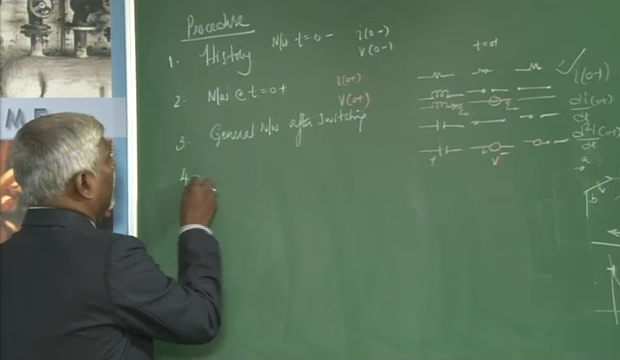 Procedure
1. History N/w t=0- i(0-)
v(0-)
2. N/w @ t=0+ i(0+)
v(0+)
3. General N/w after switching
4
t=0+
i(0+)
di(0+)/dt
d²i(0+)/dt
+ + V -
b
M E